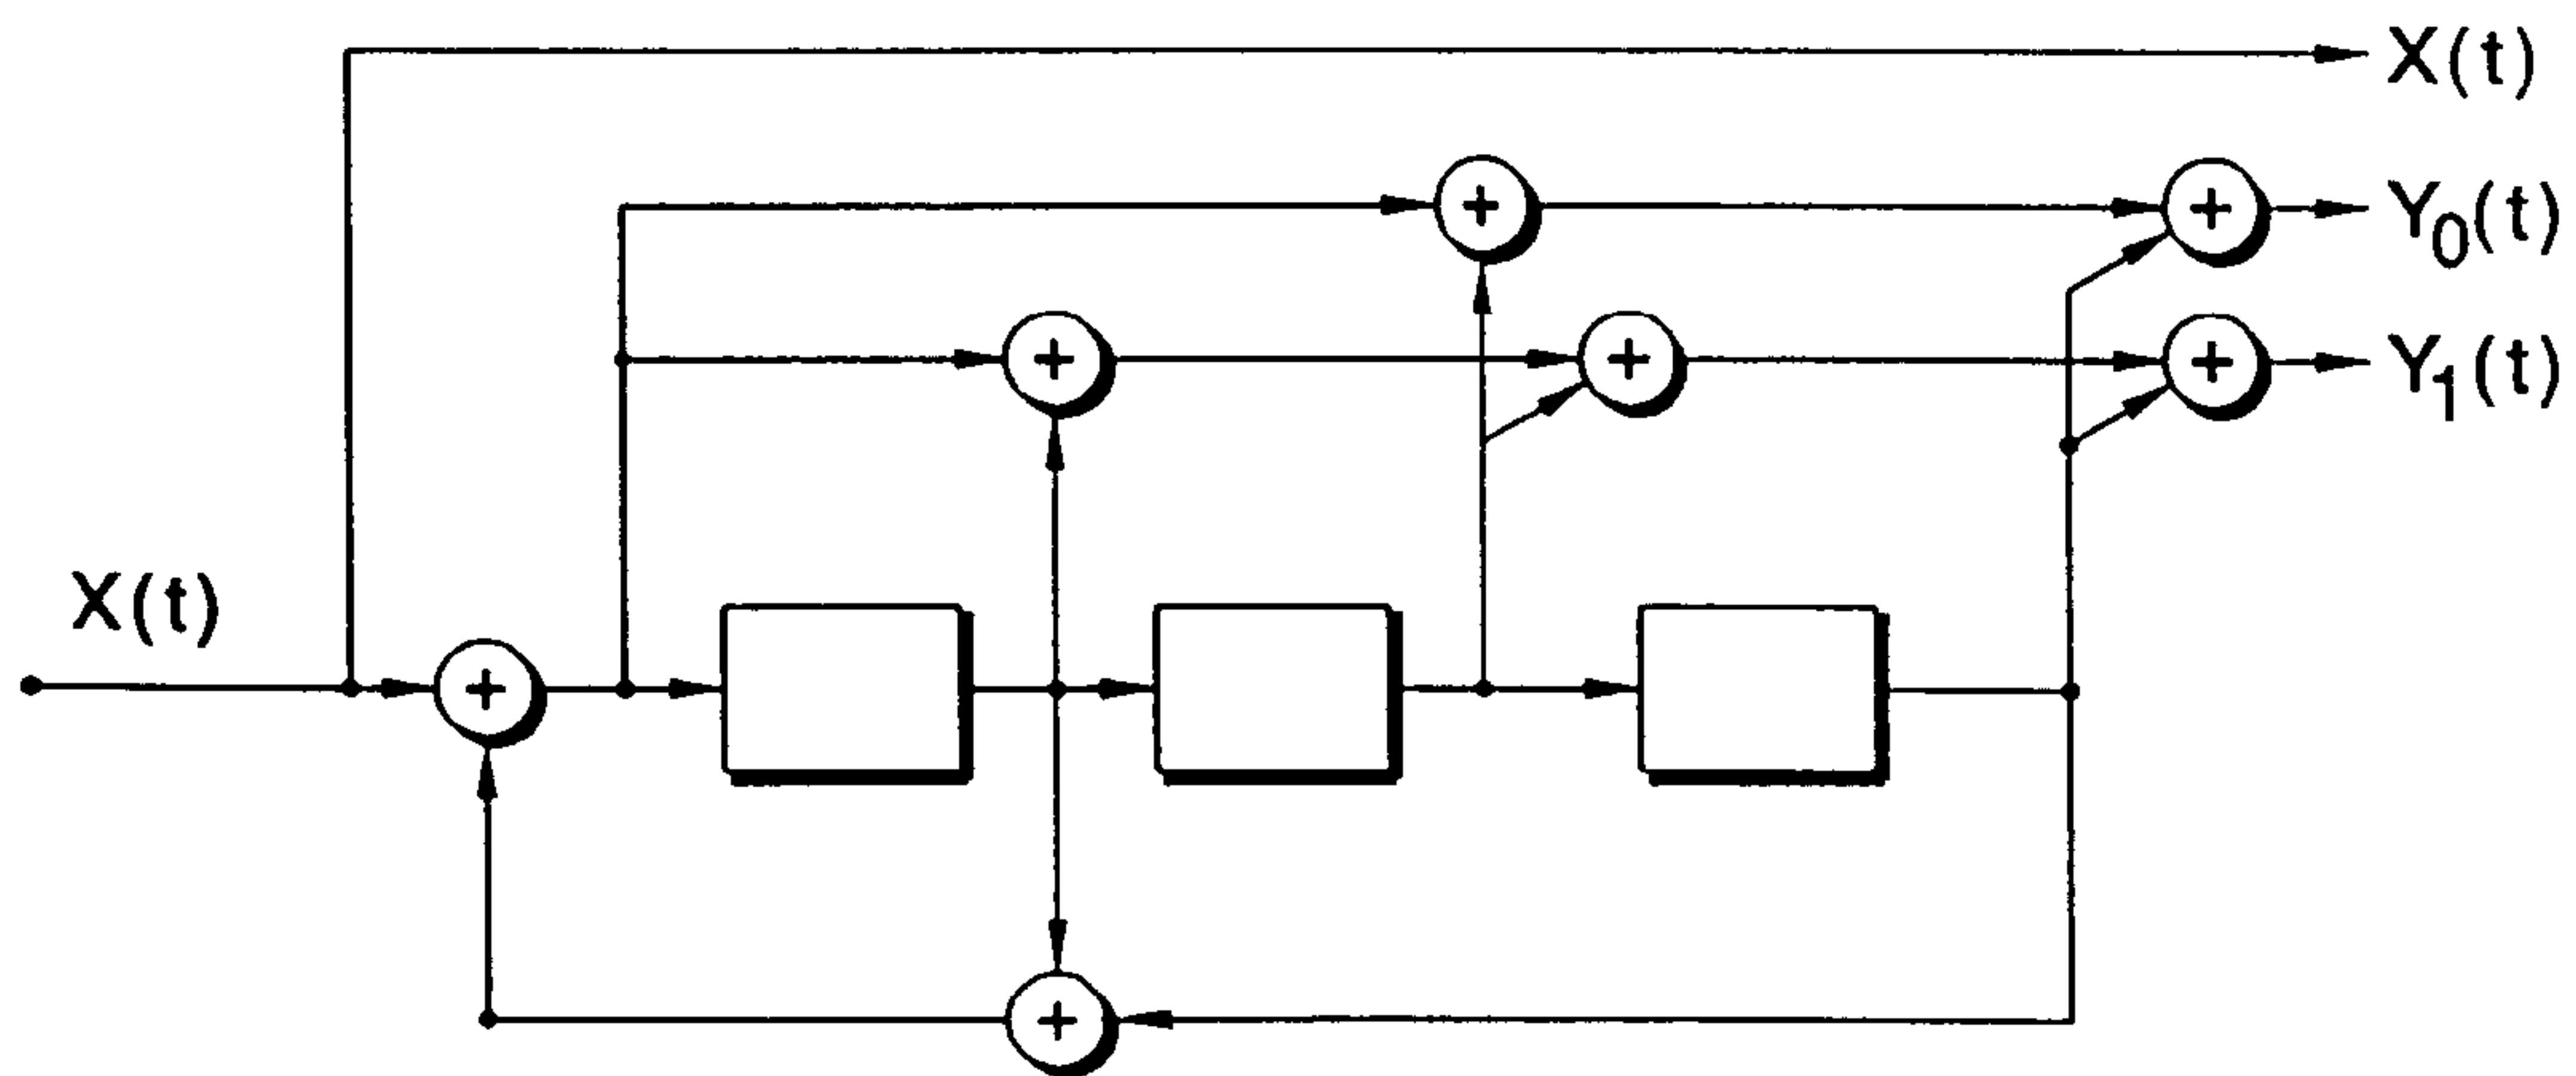 X(t)
Y0(t)
Y1(t)
X(t)
+
+
+
+
+
+
+